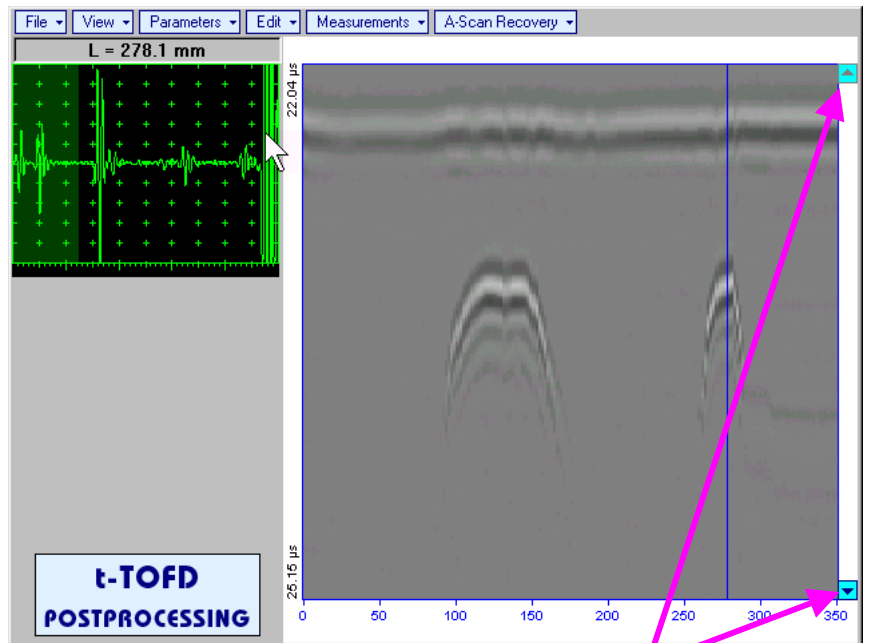 File View Parameters Edit Measurements A-Scan Recovery
L = 278.1 mm
22.04 µs
25.15 µs
0 50 100 150 200 250 300 350
t-TOFD
POSTPROCESSING